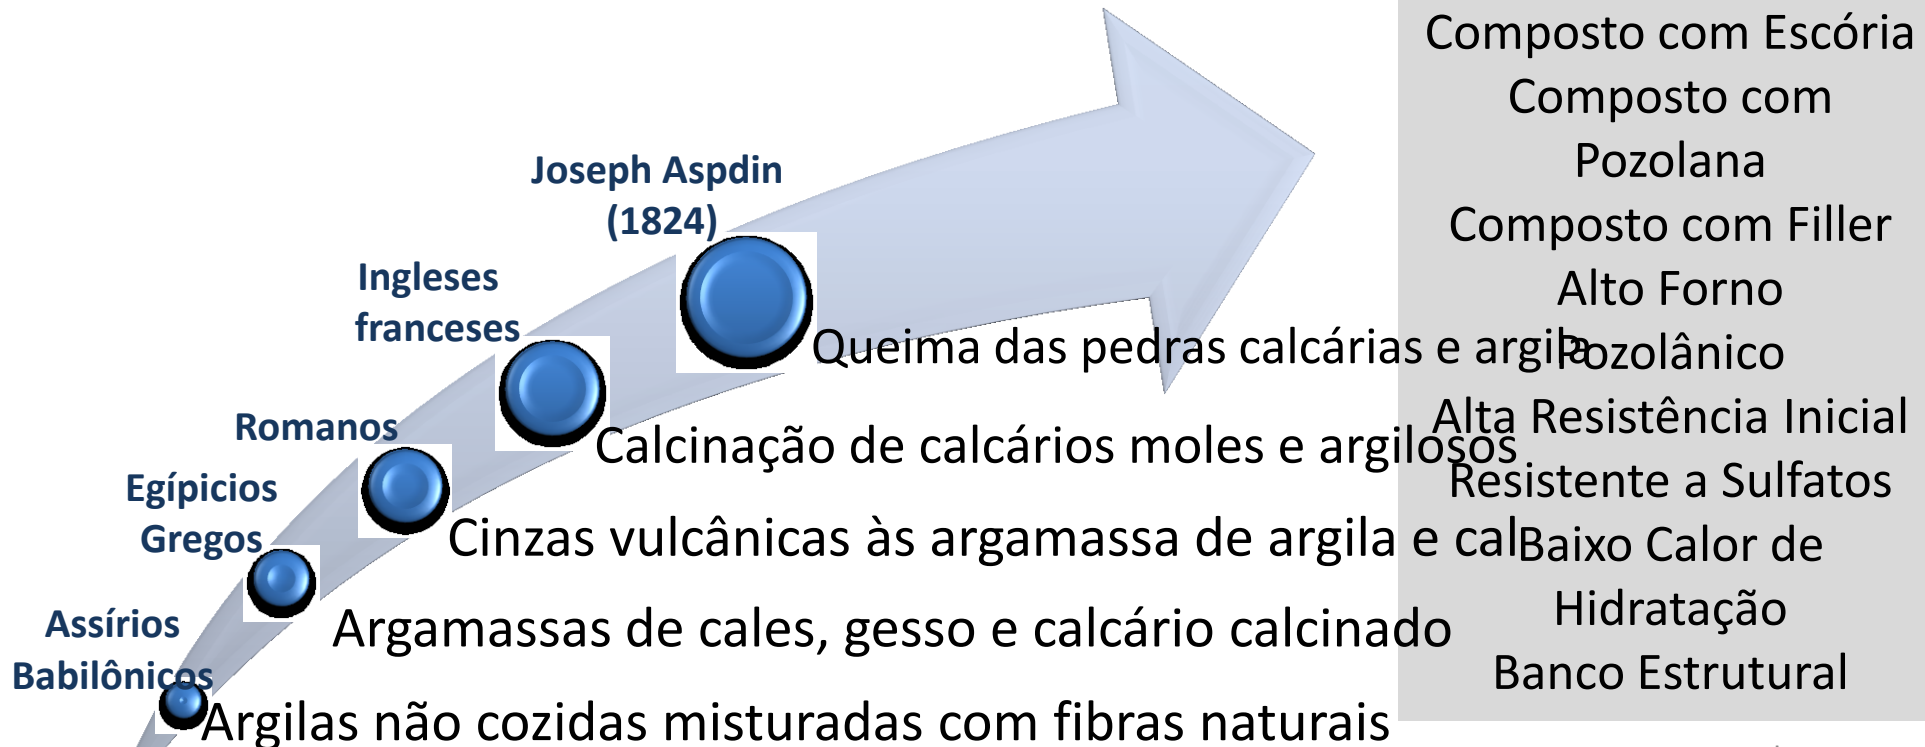 Joseph Aspdin
(1824)
Ingleses
franceses
Romanos
Egípicios
Gregos
Assírios
Babilônicos
Queima das pedras calcárias e argila
Calcinação de calcários moles e argilosos
Cinzas vulcânicas às argamassa de argila e cal
Argamassas de cales, gesso e calcário calcinado
Argilas não cozidas misturadas com fibras naturais
Composto com Escória
Composto com
Pozolana
Composto com Filler
Alto Forno
Pozolânico
Alta Resistência Inicial
Resistente a Sulfatos
Baixo Calor de
Hidratação
Banco Estrutural